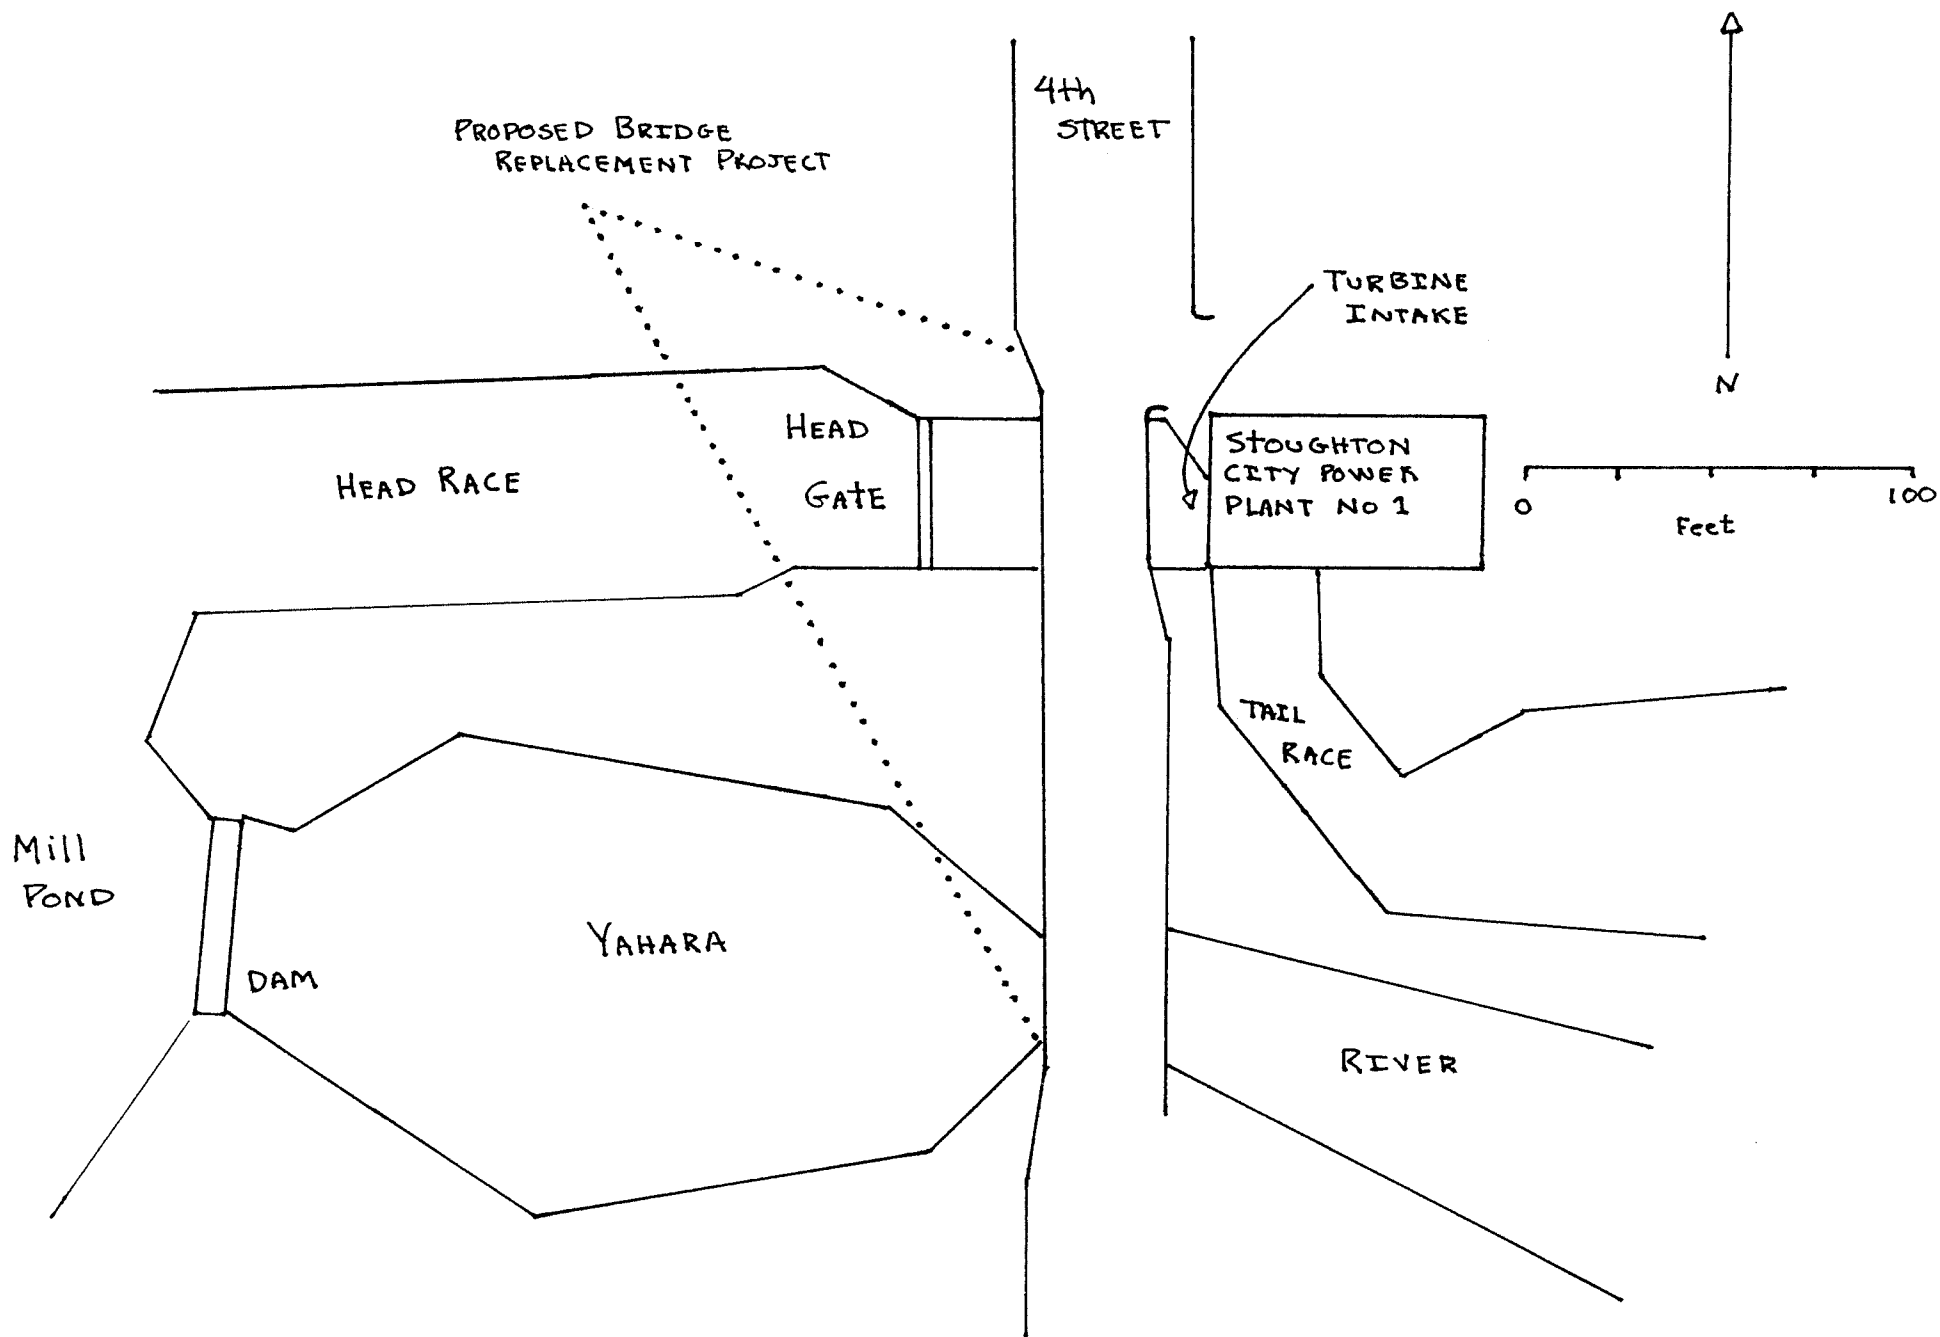 4th
STREET
PROPOSED BRIDGE
REPLACEMENT PROJECT
TURBINE
INTAKE
N
HEAD
GATE
HEAD RACE
STOUGHTON
CITY POWER
PLANT NO 1
0
100
Feet
TAIL
RACE
Mill
POND
DAM
YAHARA
RIVER